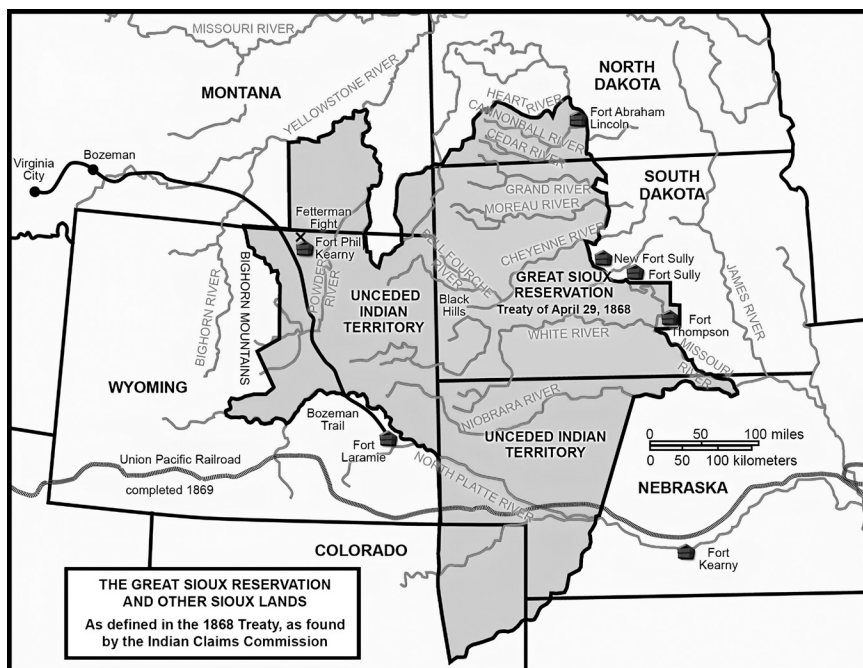 MISSOURI RIVER
MONTANA
YELLOWSTONE RIVER
NORTH
DAKOTA
HEART RIVER
CANNONBALL RIVER
CEDAR RIVER
Fort Abraham
Lincoln
Virginia
City
Bozeman
GRAND RIVER
MOREAU RIVER
SOUTH
DAKOTA
Fetterman
Fight
Fort Phil
Kearny
BELL FOURCHE
RIVER
CHEYENNE RIVER
New Fort Sully
Fort Sully
BIGHORN RIVER
BIGHORN MOUNTAINS
POWDER
RIVER
UNCEDED
INDIAN
TERRITORY
Black
Hills
GREAT SIOUX
RESERVATION
Treaty of April 29, 1868
JAMES RIVER
WHITE RIVER
Fort
Thompson
MISSOURI
RIVER
WYOMING
Bozeman
Trail
Fort
Laramie
NIOBRARA RIVER
UNCEDED INDIAN
TERRITORY
0 50 100 miles
0 50 100 kilometers
Union Pacific Railroad
completed 1869
NORTH PLATTE RIVER
NEBRASKA
COLORADO
Fort
Kearny
THE GREAT SIOUX RESERVATION
AND OTHER SIOUX LANDS
As defined in the 1868 Treaty, as found
by the Indian Claims Commission